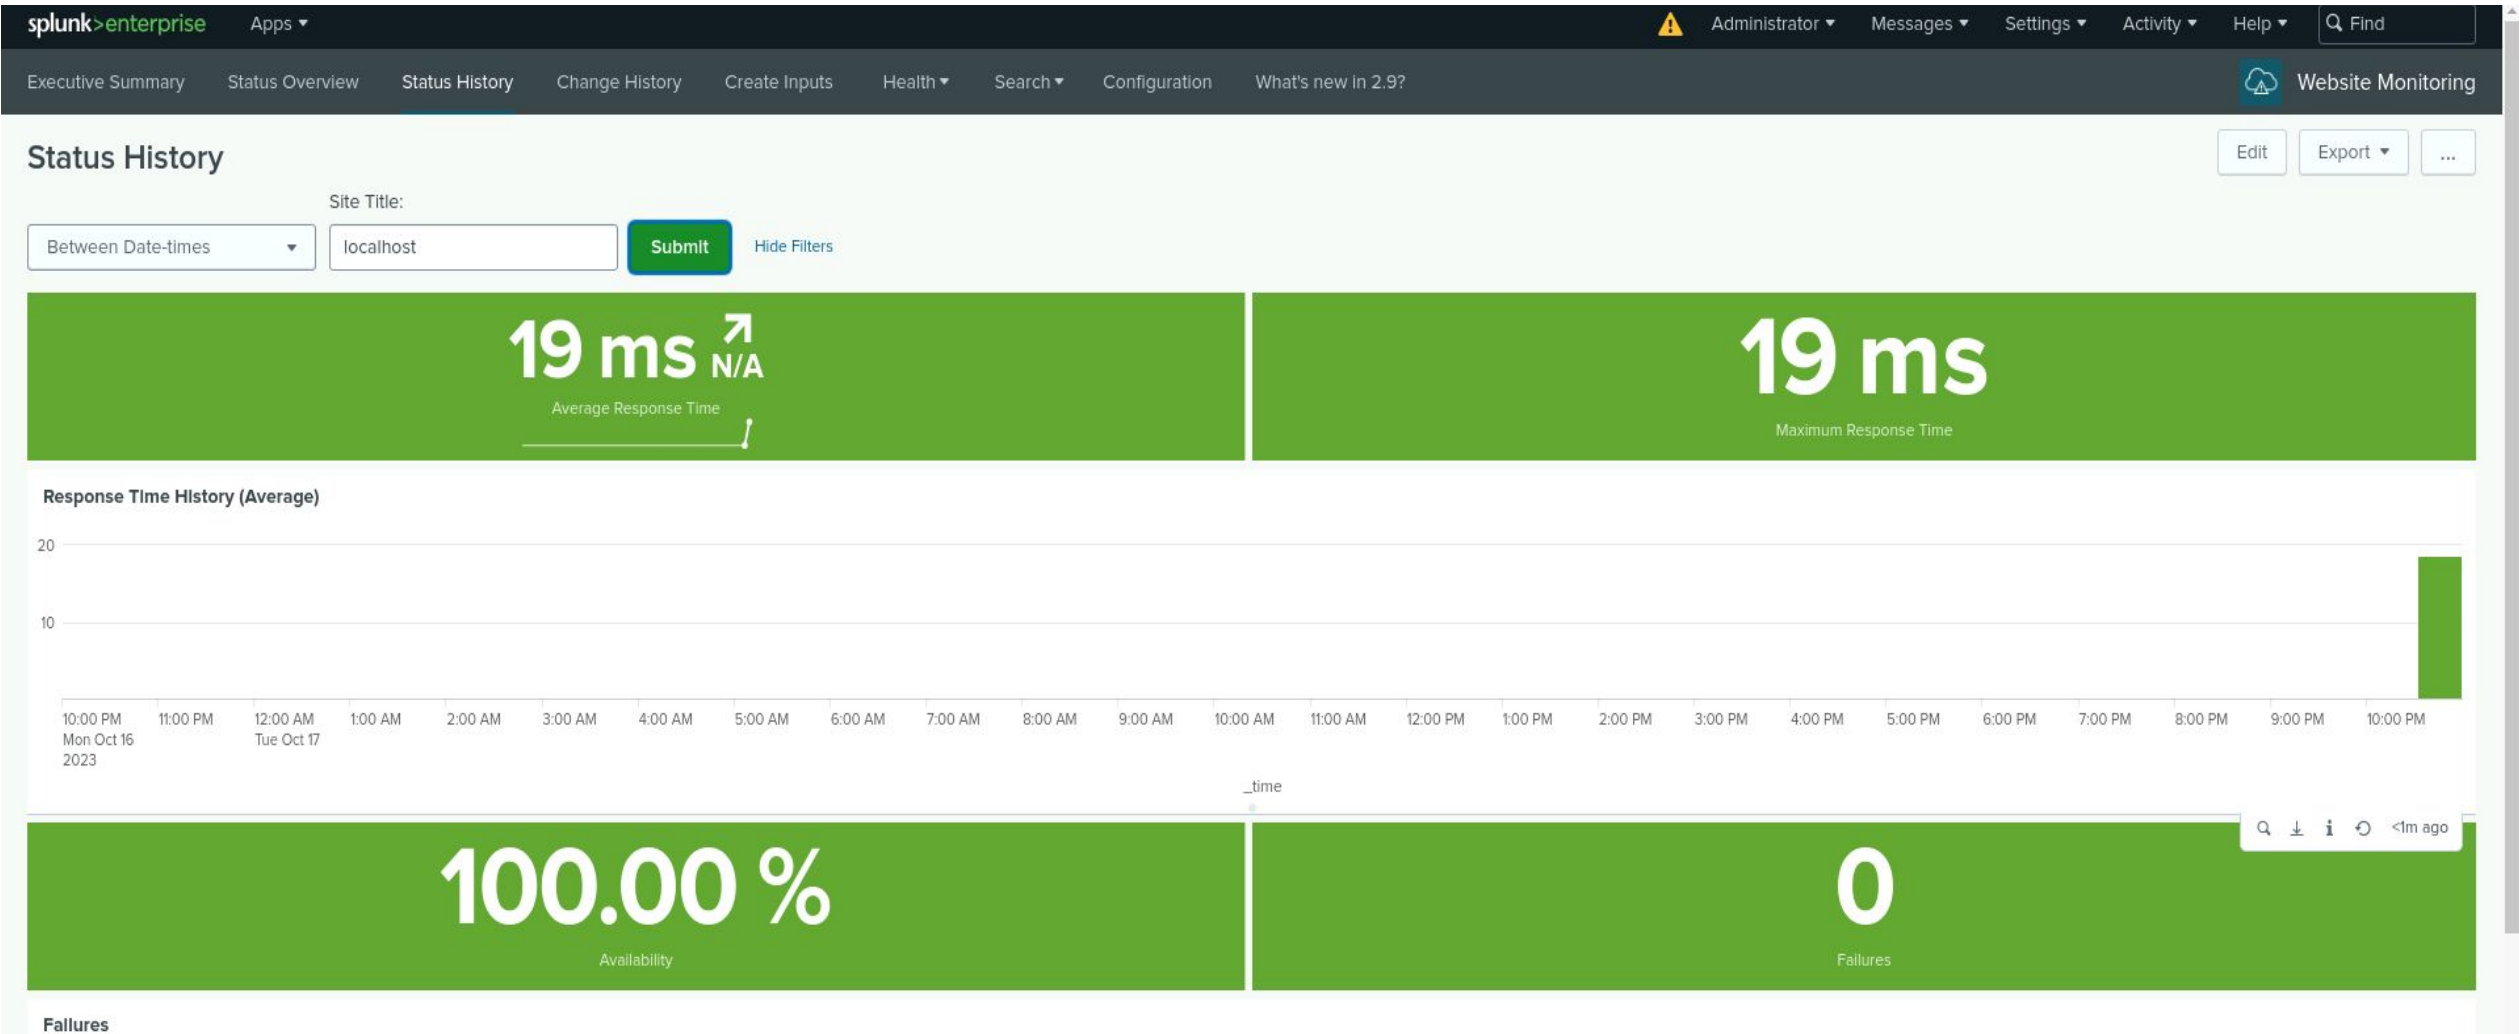 splunk>enterprise Apps Administrator Messages Settings Activity Help Find
Executive Summary Status Overview Status History Change History Create Inputs Health Search Configuration What's new in 2.9? Website Monitoring
Status History Edit Export ...
Site Title:
Between Date-times localhost Submit Hide Filters
19 ms N/A
Average Response Time
19 ms
Maximum Response Time
Response Time History (Average)
20
10
10:00 PM 11:00 PM 12:00 AM 1:00 AM 2:00 AM 3:00 AM 4:00 AM 5:00 AM 6:00 AM 7:00 AM 8:00 AM 9:00 AM 10:00 AM 11:00 AM 12:00 PM 1:00 PM 2:00 PM 3:00 PM 4:00 PM 5:00 PM 6:00 PM 7:00 PM 8:00 PM 9:00 PM 10:00 PM
Mon Oct 16 Tue Oct 17
2023
_time
<1m ago
100.00 %
Availability
0
Failures
Failures